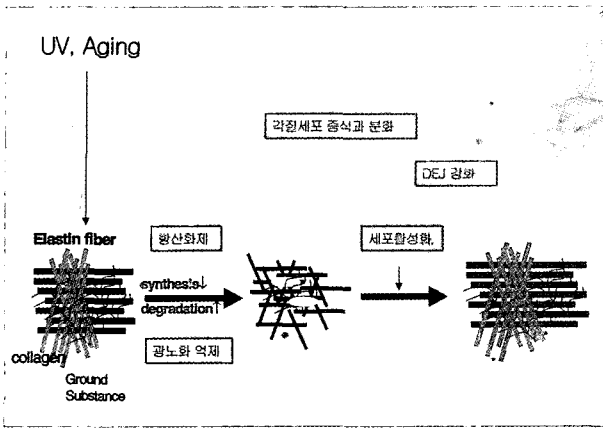 UV, Aging
각질세포 증식과 분화
DEJ 강화
Elastin fiber
항산화제
세포활성화,
synthesis↓
degradation↑
collagen
광노화 억제
Ground
Substance